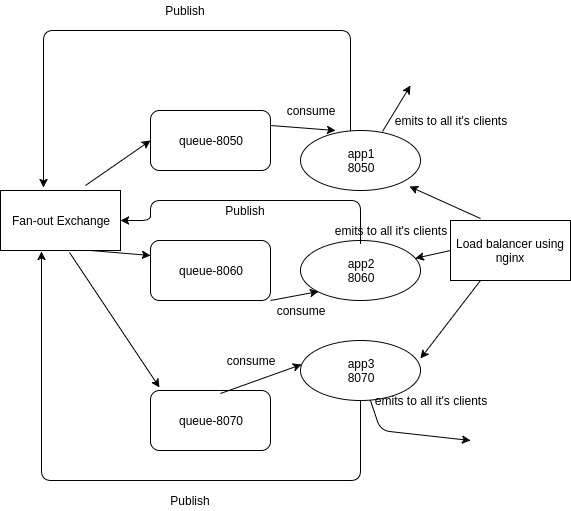 Publish
consume
emits to all it's clients
queue-8050
app1
8050
Fan-out Exchange
Publish
emits to all it's clients
Load balancer using
nginx
queue-8060
app2
8060
consume
consume
app3
8070
emits to all it's clients
queue-8070
Publish